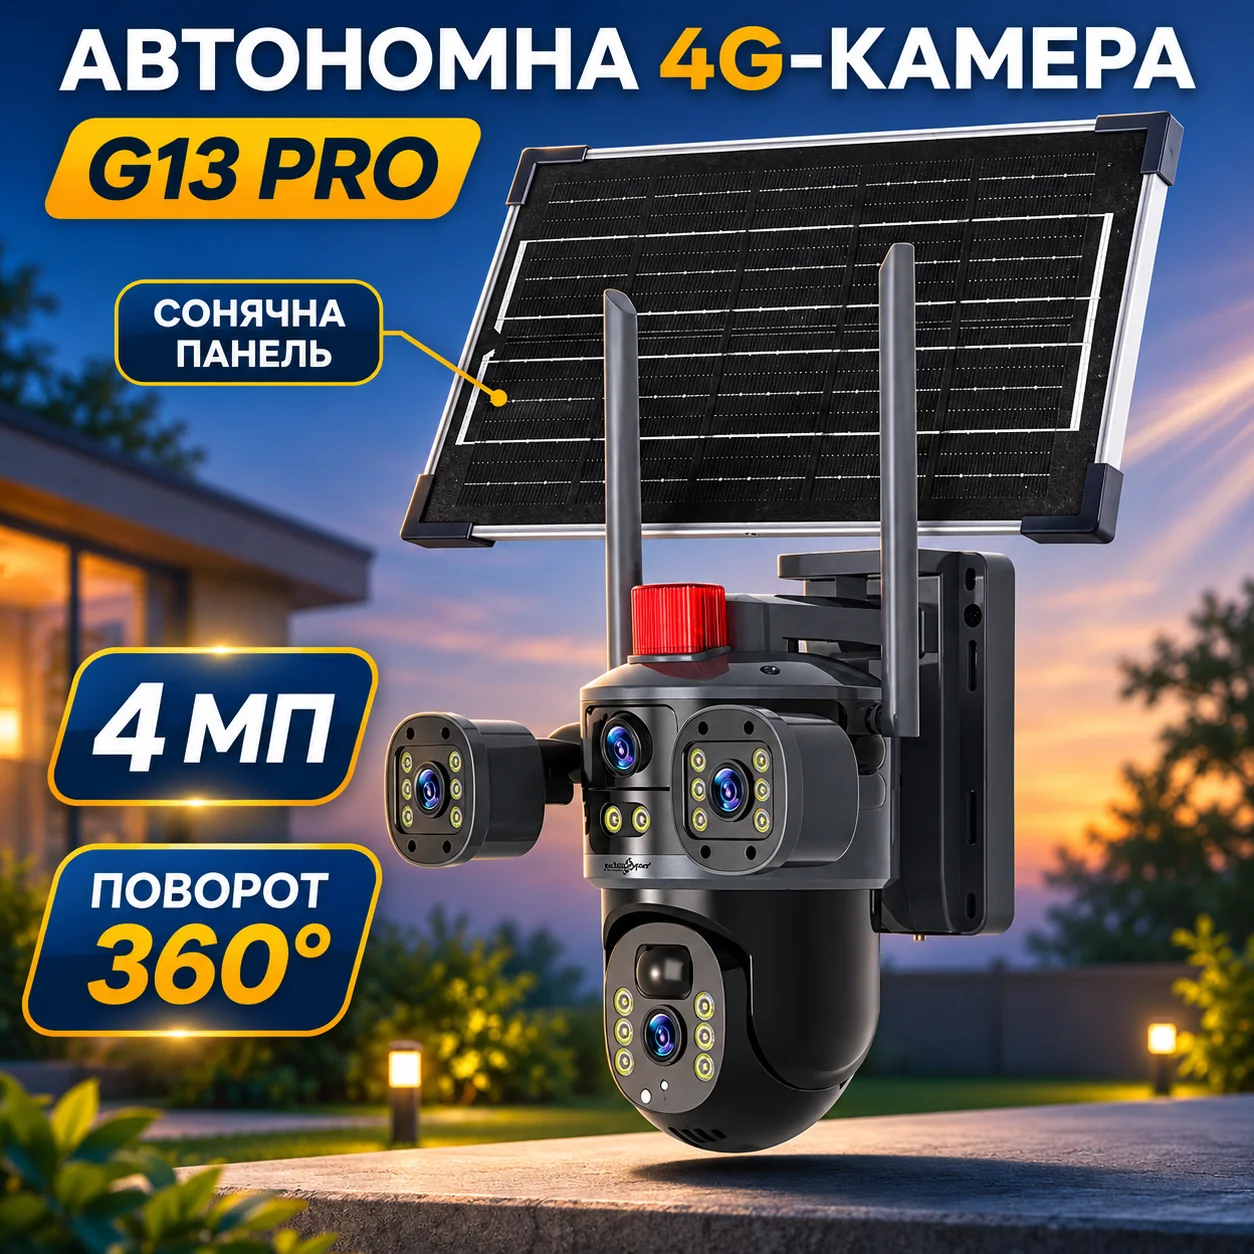 АВТОНОМНА 4G-КАМЕРА
G13 PRO
СОНЯЧНА
ПАНЕЛЬ
4 МП
ПОВОРОТ
360°